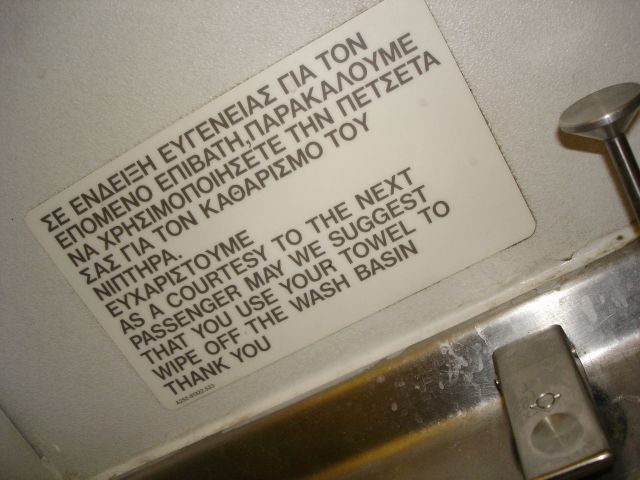 ΣΕ ΕΝΔΕΙΞΗ ΕΥΓΕΝΕΙΑΣ ΓΙΑ ΤΟΝ
ΕΠΟΜΕΝΟ ΕΠΙΒΑΤΗ,ΠΑΡΑΚΑΛΟΥΜΕ
ΝΑ ΧΡΗΣΙΜΟΠΟΙΗΣΕΤΕ ΤΗΝ ΠΕΤΣΕΤΑ
ΣΑΣ ΓΙΑ ΤΟΝ ΚΑΘΑΡΙΣΜΟ ΤΟΥ
ΝΙΠΤΗΡΑ.
ΕΥΧΑΡΙΣΤΟΥΜΕ
AS A COURTESY TO THE NEXT
PASSENGER MAY WE SUGGEST
THAT YOU USE YOUR TOWEL TO
WIPE OFF THE WASH BASIN
THANK YOU